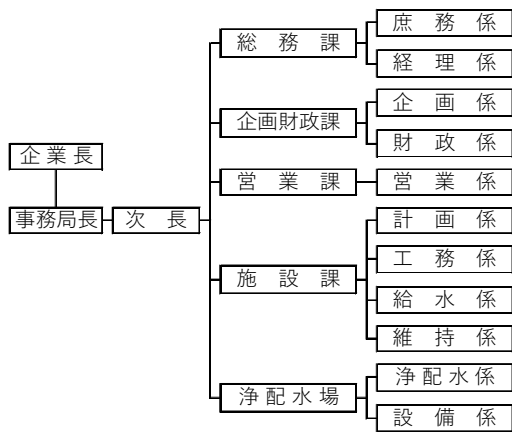 企業長
事務局長
次長
総務課
庶務係
経理係
企画財政課
企画係
財政係
営業課
営業係
施設課
計画係
工務係
給水係
維持係
浄配水場
浄配水係
設備係